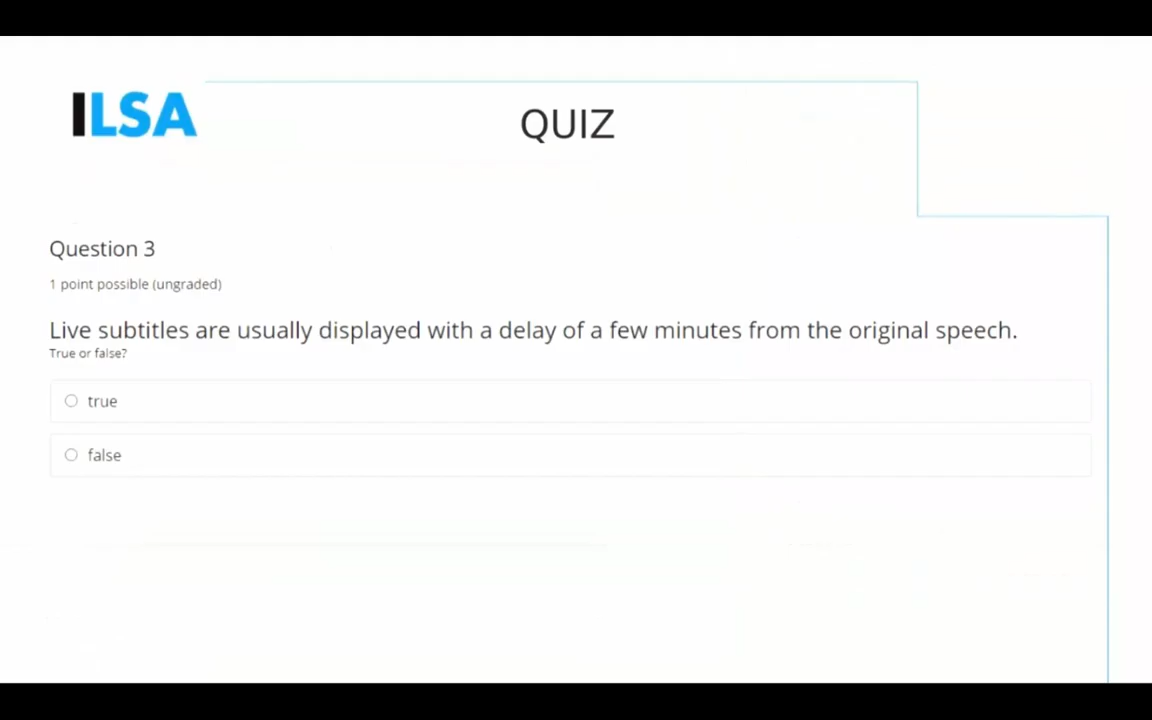 ILSA
QUIZ
Question 3
1 point possible (ungraded)
Live subtitles are usually displayed with a delay of a few minutes from the original speech.
True or false?
true
false